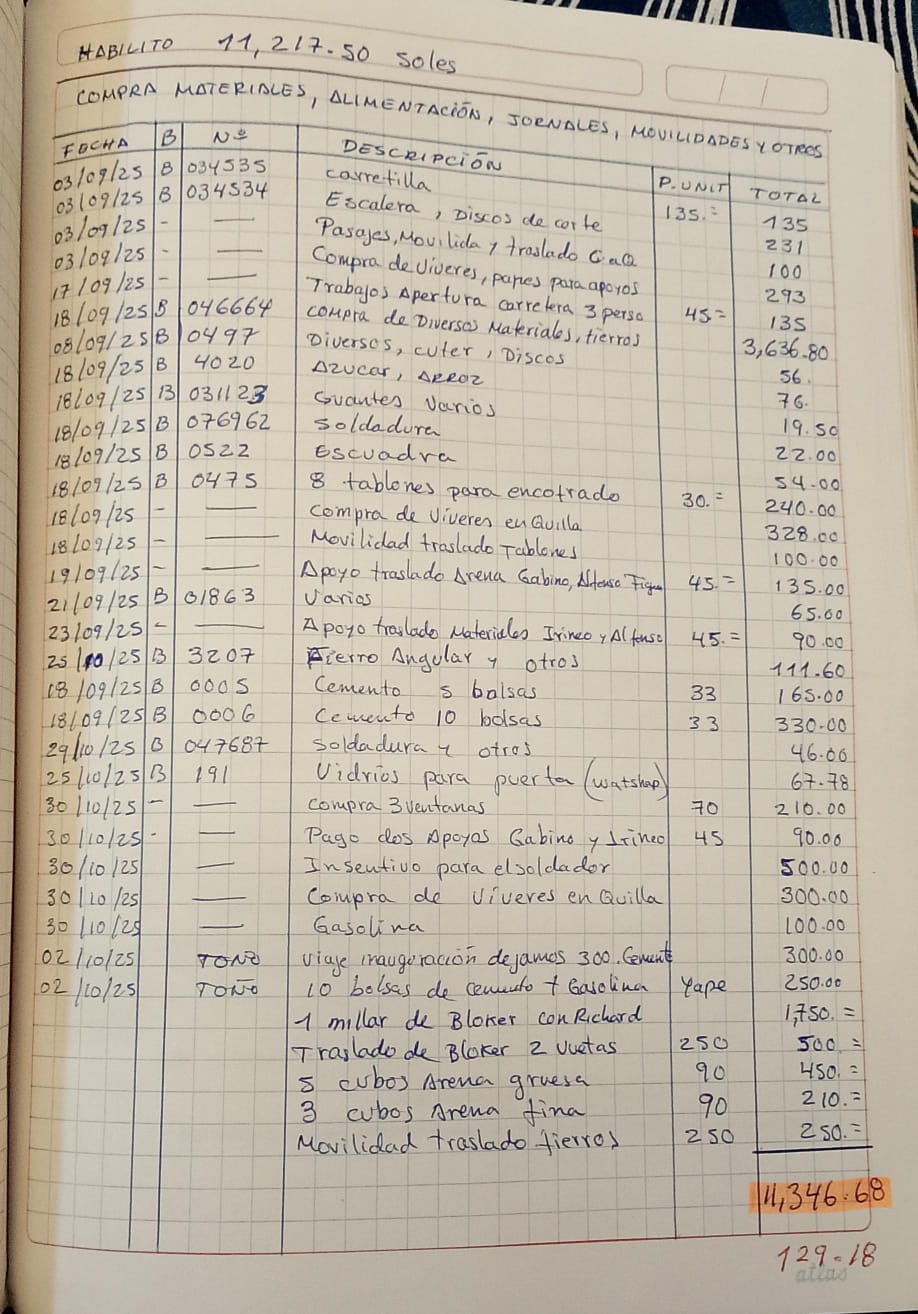 HABILITO 11,217.50 soles
COMPRA MATERIALES, ALIMENTACIÓN, JORNALES, MOVILIDADES Y OTROS
FECHA B Nº DESCRIPCIÓN P.UNIT TOTAL
03/09/25 B 034535 carretilla 135.= 135
03/09/25 B 034534 Escalera, Discos de corte 231
03/09/25 - — Pasajes, Movilida y traslado C.a.Q 100
03/09/25 - — Compra de Viveres, papes para apoyos 293
17/09/25 - — Trabajos Apertura carretera 3 perso 45= 135
18/09/25 B 046664 compra de Diversos Materiales, fierros 3,636.80
08/09/25 B 0497 Diversos, cuter, Discos 56.
18/09/25 B 4020 Azucar, Arroz 76.
18/09/25 B 031123 Guantes Varios 19.50
18/09/25 B 076962 Soldadura 22.00
18/09/25 B 0522 Escuadra 54.00
18/09/25 B 0475 8 tablones para encofrado 30.= 240.00
18/09/25 - — Compra de Viveres en Quilla 328.00
18/09/25 - — Movilidad traslado Tablones 100.00
19/09/25 - — Apoyo traslado Arena Gabino, Alfonso 45.= 135.00
21/09/25 B 01863 Varios 65.00
23/09/25 - — Apoyo traslado Materiales Irineo y Alfonso 45.= 90.00
25/10/25 B 3207 Fierro Angular y otros 111.60
18/09/25 B 0005 Cemento 5 bolsas 33 165.00
18/09/25 B 0006 Cemento 10 bolsas 33 330.00
29/10/25 B 047687 Soldadura y otros 46.00
25/10/25 B 191 Vidrios para puerta (watshap) 67.78
30/10/25 - — compra 3 ventanas 70 210.00
30/10/25 - — Pago dos Apoyos Gabino y Irineo 45 90.00
30/10/25 — Insentivo para el soldador 500.00
30/10/25 — Compra de Viveres en Quilla 300.00
30/10/25 — Gasolina 100.00
02/10/25 TOÑO Viaje inauguración dejamos 300. Cement 300.00
02/10/25 TOÑO 10 bolsas de cemento + Gasolina Yape 250.00
1 millar de Bloker con Richard 1,750.=
Traslado de Bloker 2 Vuetas 250 500.=
5 cubos Arena gruesa 90 450.=
3 cubos Arena fina 90 210.=
Movilidad traslado fierros 250 250.=
11,346.68
129.18
atlas